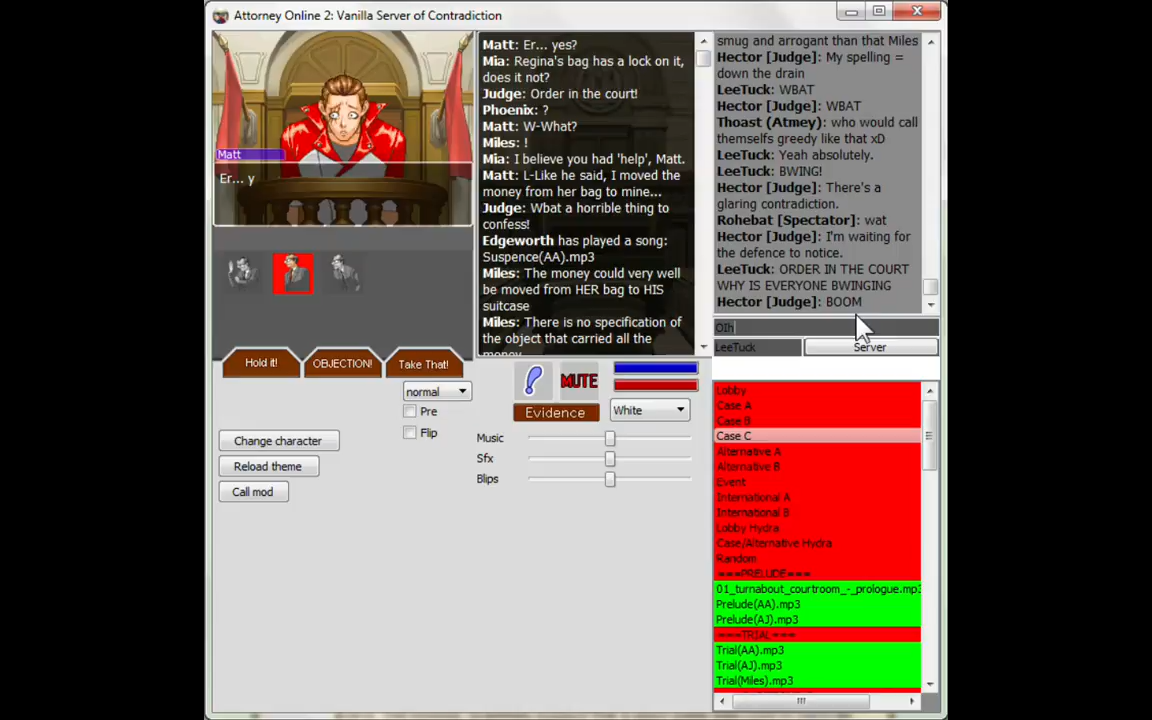 Attorney Online 2: Vanilla Server of Contradiction
Matt
Er... y
Hold it!
OBJECTION!
Take That!
Matt: Er... yes?
Mia: Regina's bag has a lock on it,
does it not?
Judge: Order in the court!
Phoenix: ?
Matt: W-What?
Miles: !
Mia: I believe you had 'help', Matt.
Matt: L-Like he said, I moved the
money from her bag to mine...
Judge: Wbat a horrible thing to
confess!
Edgeworth has played a song:
Suspence(AA).mp3
Miles: The money could very well
be moved from HER bag to HIS
suitcase
Miles: There is no specification of
the object that carried all the
money
smug and arrogant than that Miles
Hector [Judge]: My spelling =
down the drain
LeeTuck: WBAT
Hector [Judge]: WBAT
Thoast (Atmey): who would call
themselfs greedy like that xD
LeeTuck: Yeah absolutely.
LeeTuck: BWING!
Hector [Judge]: There's a
glaring contradiction.
Rohebat [Spectator]: wat
Hector [Judge]: I'm waiting for
the defence to notice.
LeeTuck: ORDER IN THE COURT
WHY IS EVERYONE BWINGING
Hector [Judge]: BOOM
OIh
LeeTuck
Server
normal
Pre
Flip
MUTE
Evidence
White
Change character
Reload theme
Call mod
Music
Sfx
Blips
Lobby
Case A
Case B
Case C
Alternative A
Alternative B
Event
International A
International B
Lobby Hydra
Case/Alternative Hydra
Random
===PRELUDE===
01_turnabout_courtroom_-_prologue.mp3
Prelude(AA).mp3
Prelude(AJ).mp3
===TRIAL===
Trial(AA).mp3
Trial(AJ).mp3
Trial(Miles).mp3